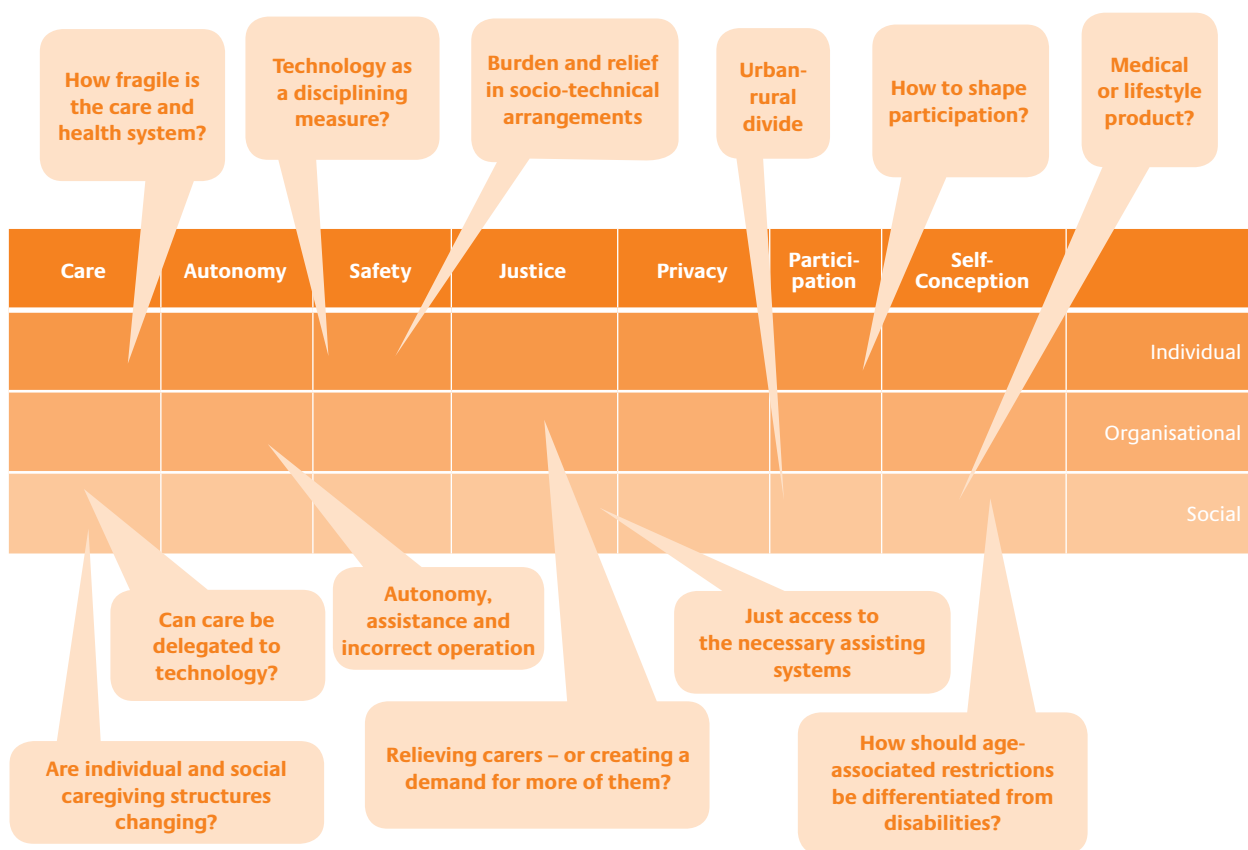 How fragile is
the care and
health system?
Technology as
a disciplining
measure?
Burden and relief
in socio-technical
arrangements
Urban-
rural
divide
How to shape
participation?
Medical
or lifestyle
product?
Care
Autonomy
Safety
Justice
Privacy
Partici-
pation
Self-
Conception
Individual
Organisational
Social
Can care be
delegated to
technology?
Autonomy,
assistance and
incorrect operation
Just access to
the necessary assisting
systems
Are individual and social
caregiving structures
changing?
Relieving carers – or creating a
demand for more of them?
How should age-
associated restrictions
be differentiated from
disabilities?